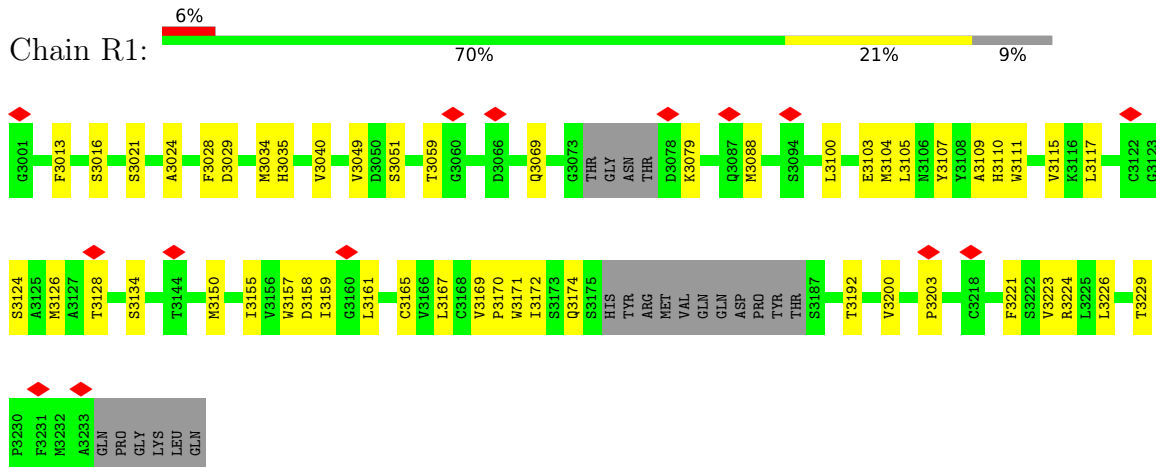 6%
Chain R1:
70% 21% 9%
G3001 F3013 S3016 S3021 A3024 F3028 D3029 M3034 H3035 V3040 V3049 D3050 S3051 T3059 G3060 D3066 Q3069 G3073 THR GLY ASN THR D3078 K3079 Q3087 M3088 S3094 L3100 E3103 M3104 L3105 N3106 Y3107 Y3108 A3109 H3110 W3111 V3115 K3116 L3117 C3122 G3123
S3124 A3125 M3126 A3127 T3128 S3134 T3144 M3150 I3155 V3156 W3157 D3158 I3159 G3160 L3161 C3165 V3166 L3167 C3168 V3169 P3170 W3171 I3172 S3173 Q3174 S3175 HIS TYR ARG MET VAL GLN GLN ASP PRO TYR THR S3187 T3192 V3200 P3203 C3218 F3221 S3222 V3223 R3224 L3225 L3226 T3229
P3230 F3231 M3232 A3233 GLN PRO GLY LYS LEU GLN